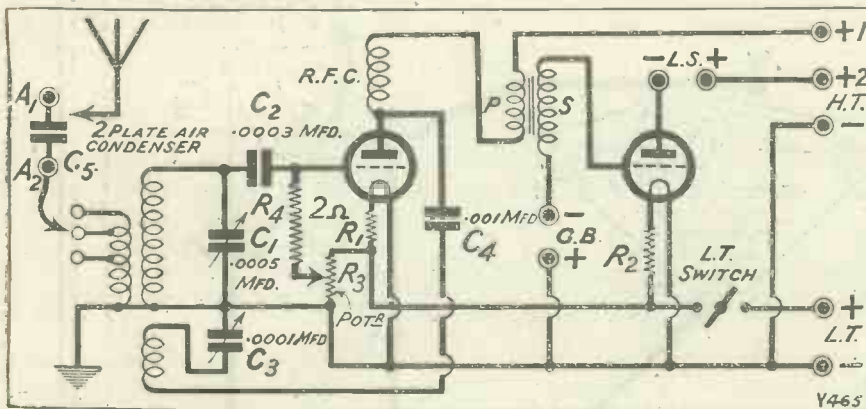 A1
A2
2 PLATE AIR
CONDENSER
C.5.
C2
.0003 MFD.
R4
2Ω
C1
.0005
MFD.
.0001 MFD
C3
R.F.C.
R1
R3
POTR
.001 MFD
C4
P
S
-
G.B.
+
- L.S. +
R2
L.T.
SWITCH
+1
+2
H.T.
-
+
L.T.
-
Y465